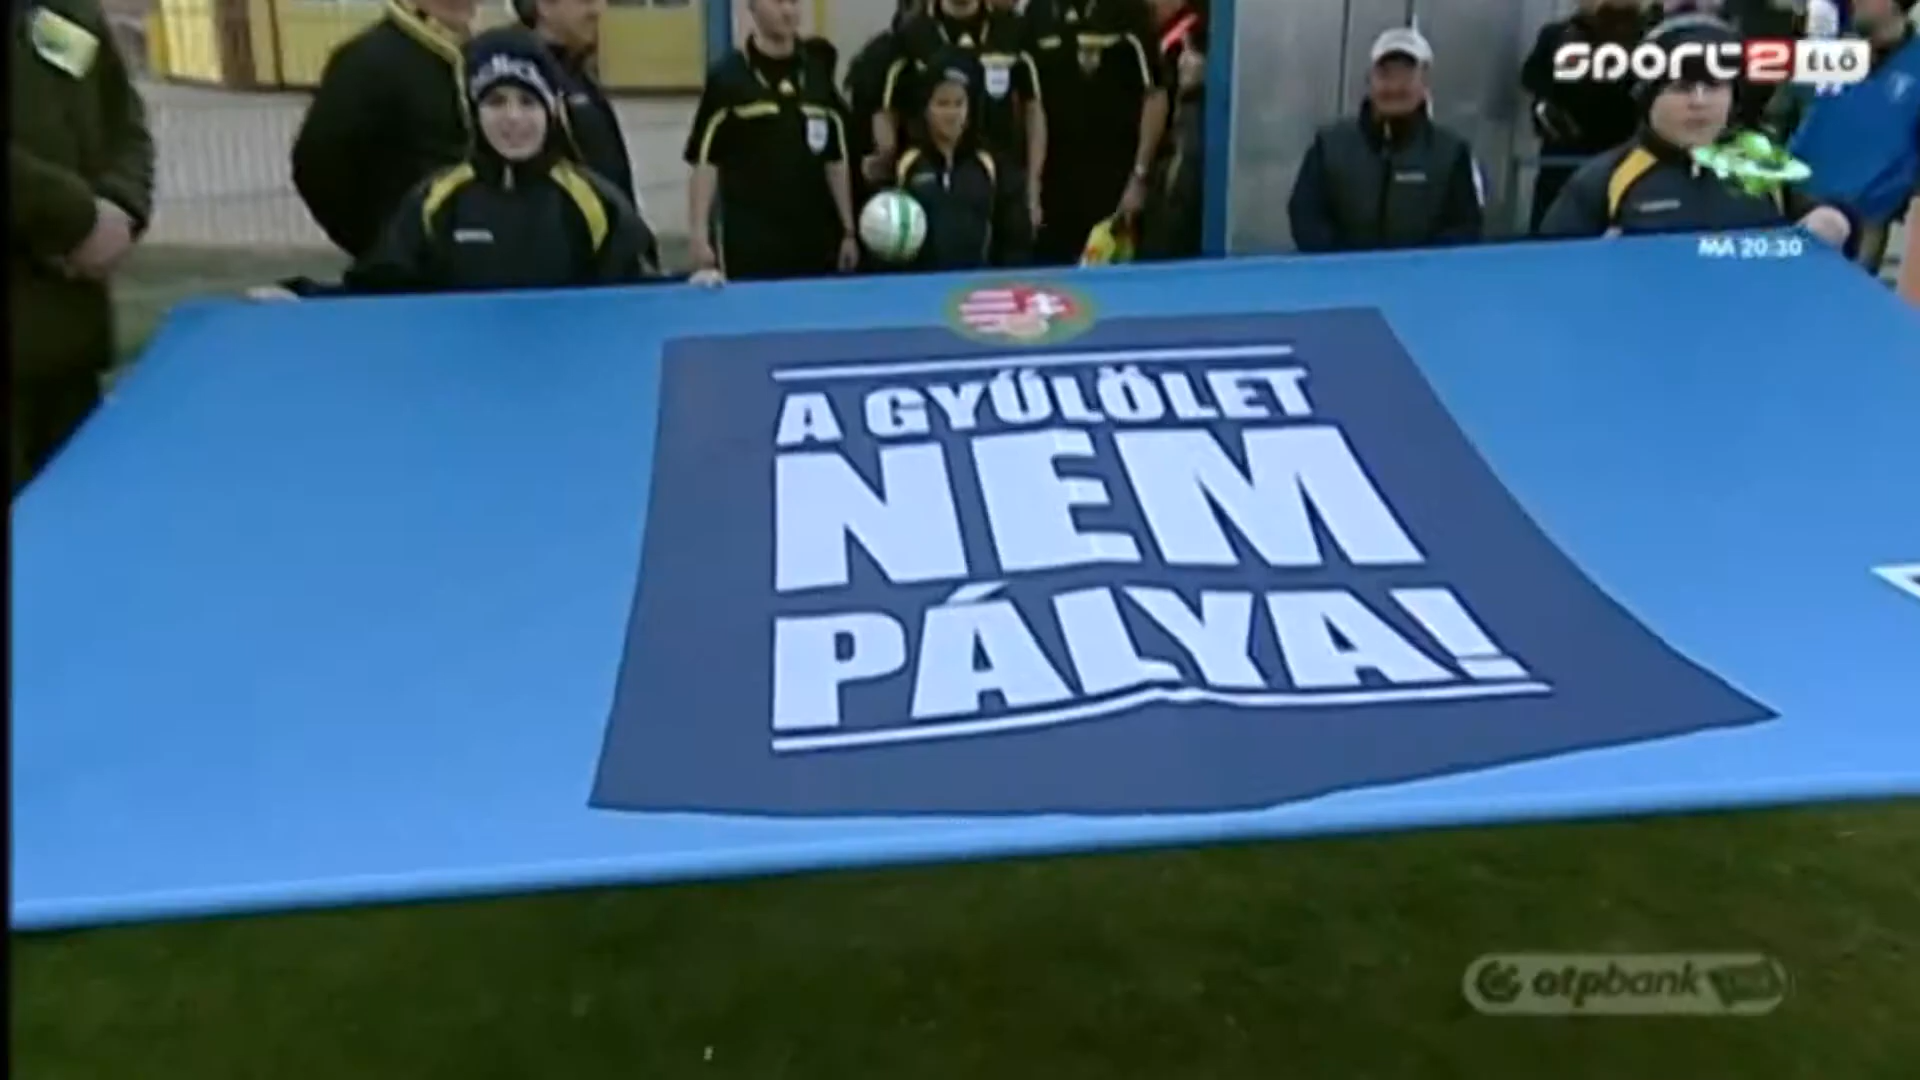 sport2 ÉLŐ
MA 20:30
A GYŰLÖLET
NEM
PÁLYA!
otpbank